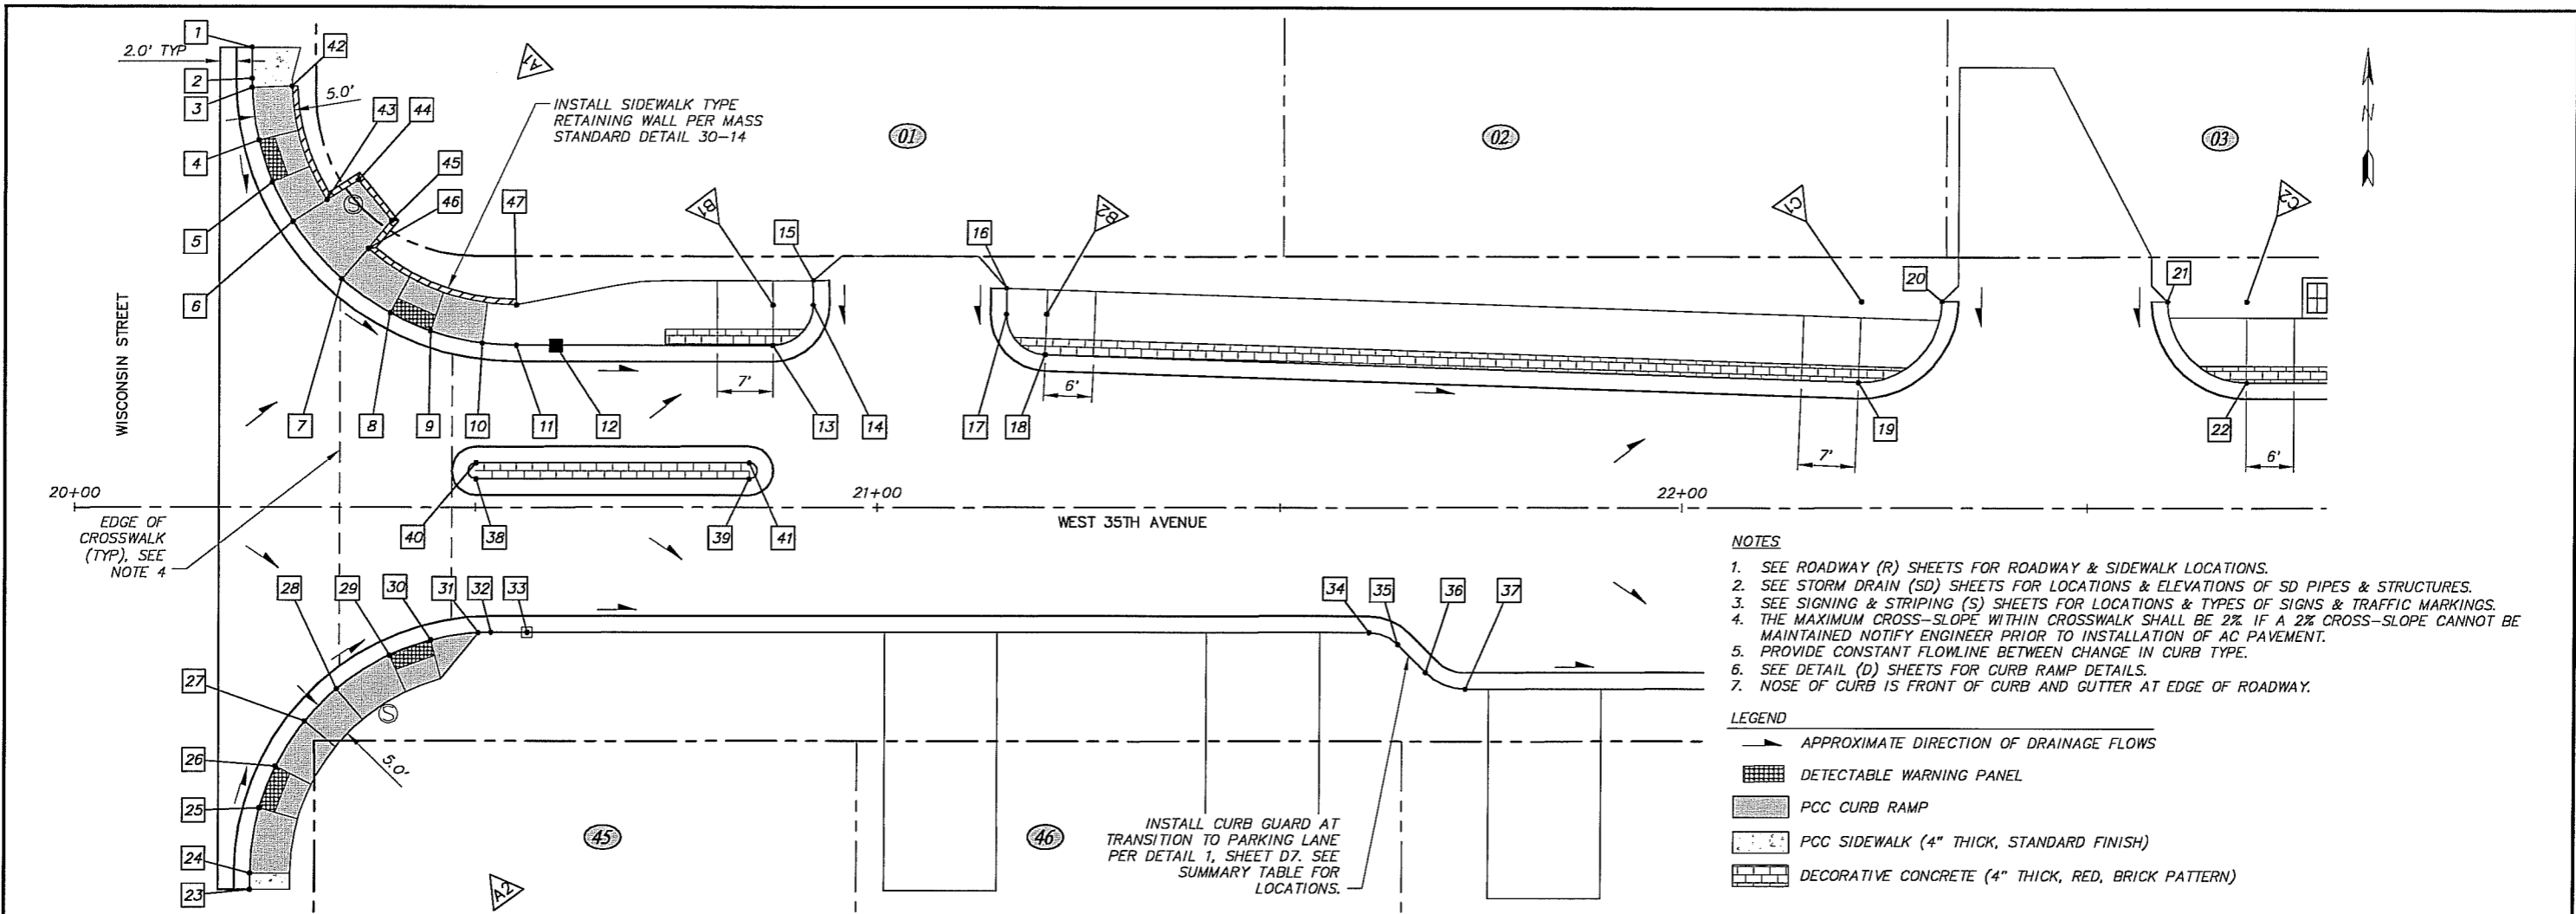 1
42
2.0' TYP
A1
2
3
5.0'
43
44
INSTALL SIDEWALK TYPE
RETAINING WALL PER MASS
STANDARD DETAIL 30-14
01
02
03
N
4
45
46
47
B1
15
16
B2
C1
C2
5
S
20
21
6
WISCONSIN STREET
7
8
9
10
11
12
7'
13
14
17
18
6'
7'
19
22
6'
20+00
21+00
22+00
WEST 35TH AVENUE
EDGE OF
CROSSWALK
(TYP), SEE
NOTE 4
40
38
39
41
28
29
30
31
32
33
34
35
36
37
27
S
26
5.0'
25
24
23
45
46
A2
INSTALL CURB GUARD AT
TRANSITION TO PARKING LANE
PER DETAIL 1, SHEET D7. SEE
SUMMARY TABLE FOR
LOCATIONS.
NOTES
1. SEE ROADWAY (R) SHEETS FOR ROADWAY & SIDEWALK LOCATIONS.
2. SEE STORM DRAIN (SD) SHEETS FOR LOCATIONS & ELEVATIONS OF SD PIPES & STRUCTURES.
3. SEE SIGNING & STRIPING (S) SHEETS FOR LOCATIONS & TYPES OF SIGNS & TRAFFIC MARKINGS.
4. THE MAXIMUM CROSS-SLOPE WITHIN CROSSWALK SHALL BE 2%. IF A 2% CROSS-SLOPE CANNOT BE
MAINTAINED NOTIFY ENGINEER PRIOR TO INSTALLATION OF AC PAVEMENT.
5. PROVIDE CONSTANT FLOWLINE BETWEEN CHANGE IN CURB TYPE.
6. SEE DETAIL (D) SHEETS FOR CURB RAMP DETAILS.
7. NOSE OF CURB IS FRONT OF CURB AND GUTTER AT EDGE OF ROADWAY.
LEGEND
APPROXIMATE DIRECTION OF DRAINAGE FLOWS
DETECTABLE WARNING PANEL
PCC CURB RAMP
PCC SIDEWALK (4" THICK, STANDARD FINISH)
DECORATIVE CONCRETE (4" THICK, RED, BRICK PATTERN)